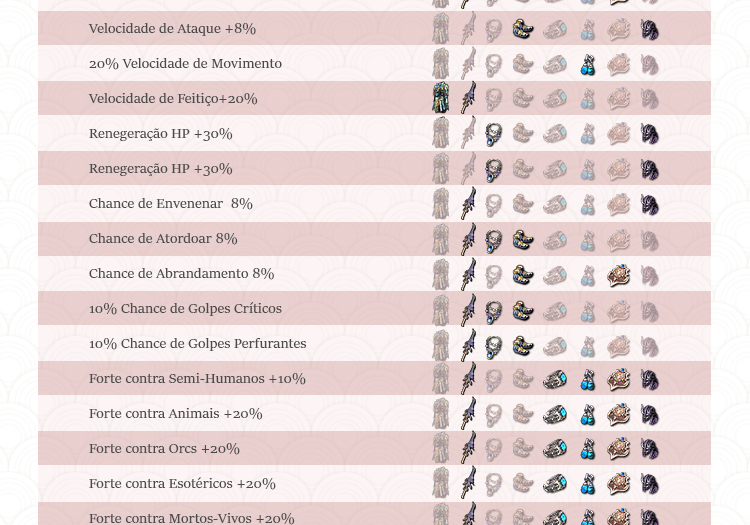 Velocidade de Ataque +8%
20% Velocidade de Movimento
Velocidade de Feitiço+20%
Renegeração HP +30%
Renegeração HP +30%
Chance de Envenenar 8%
Chance de Atordoar 8%
Chance de Abrandamento 8%
10% Chance de Golpes Críticos
10% Chance de Golpes Perfurantes
Forte contra Semi-Humanos +10%
Forte contra Animais +20%
Forte contra Orcs +20%
Forte contra Esotéricos +20%
Forte contra Mortos-Vivos +20%